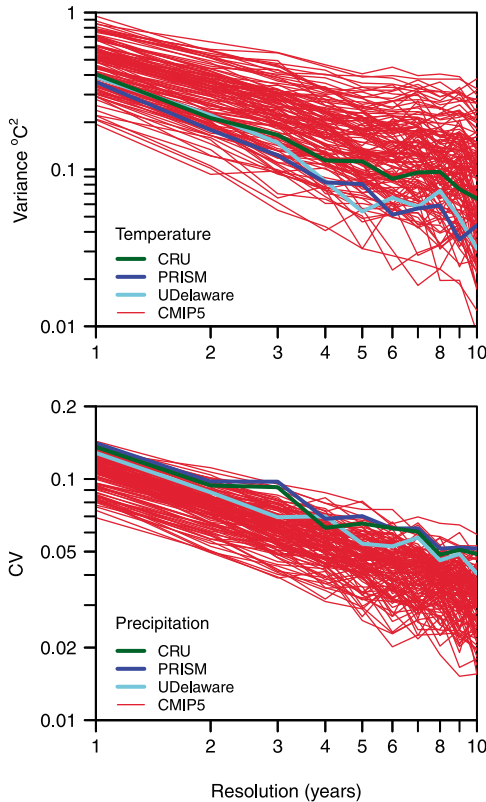 1
0.1
0.01
Variance °C2
Temperature
CRU
PRISM
UDelaware
CMIP5
1 2 3 4 5 6 8 10
0.2
0.1
0.05
0.02
0.01
CV
Precipitation
CRU
PRISM
UDelaware
CMIP5
1 2 3 4 5 6 8 10
Resolution (years)